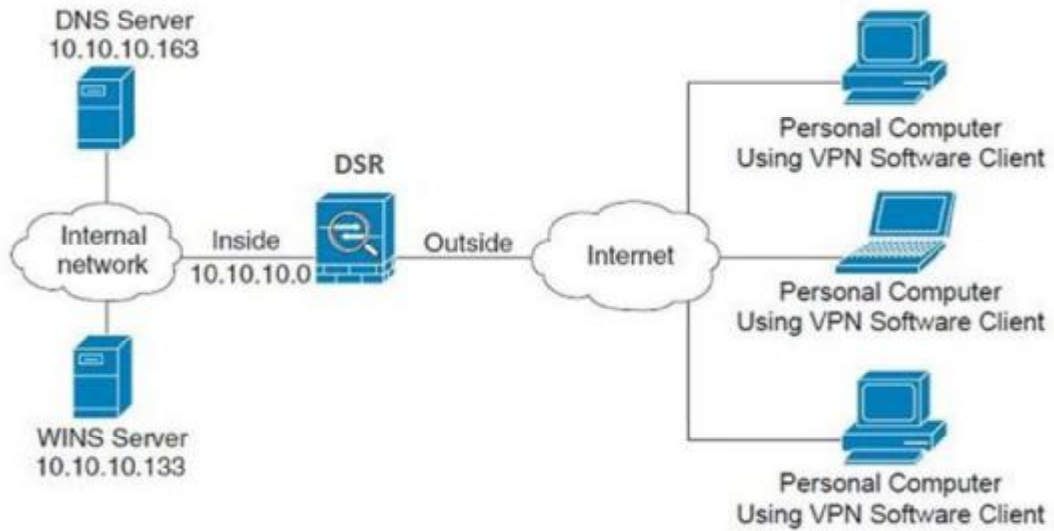 DNS Server
10.10.10.163
DSR
Internal
network
Inside
10.10.10.0
Outside
Internet
WINS Server
10.10.10.133
Personal Computer
Using VPN Software Client
Personal Computer
Using VPN Software Client
Personal Computer
Using VPN Software Client